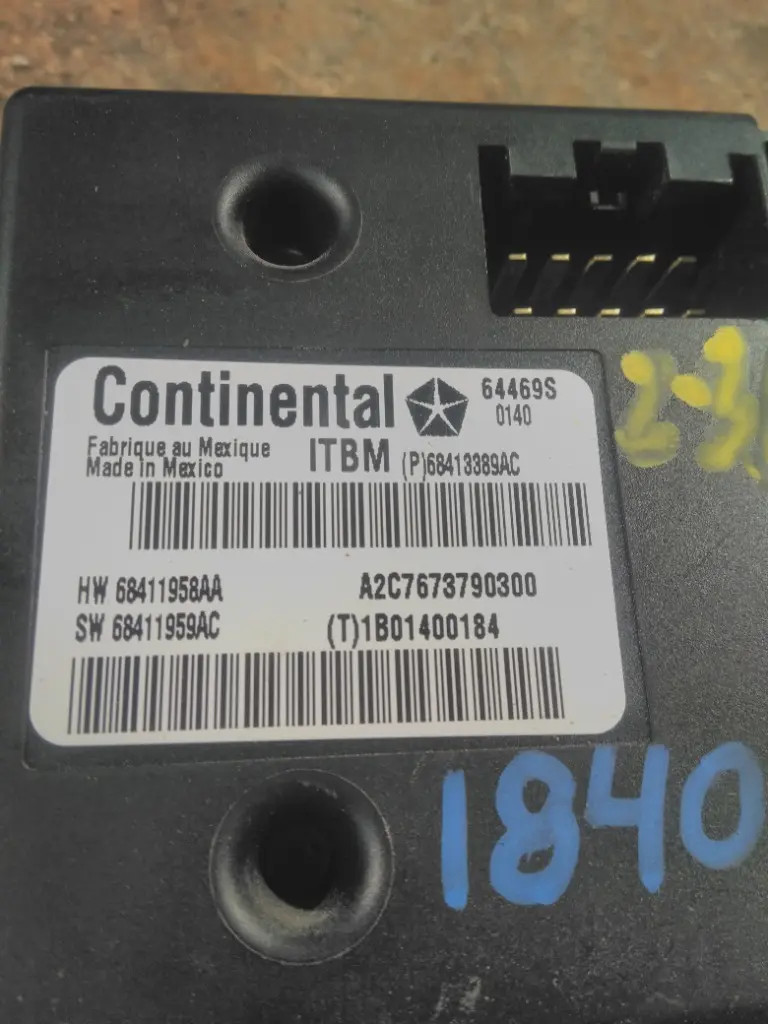 Continental
64469S
0140
Fabrique au Mexique
Made in Mexico
ITBM (P)68413389AC
HW 68411958AA A2C7673790300
SW 68411959AC (T)1B01400184
1840